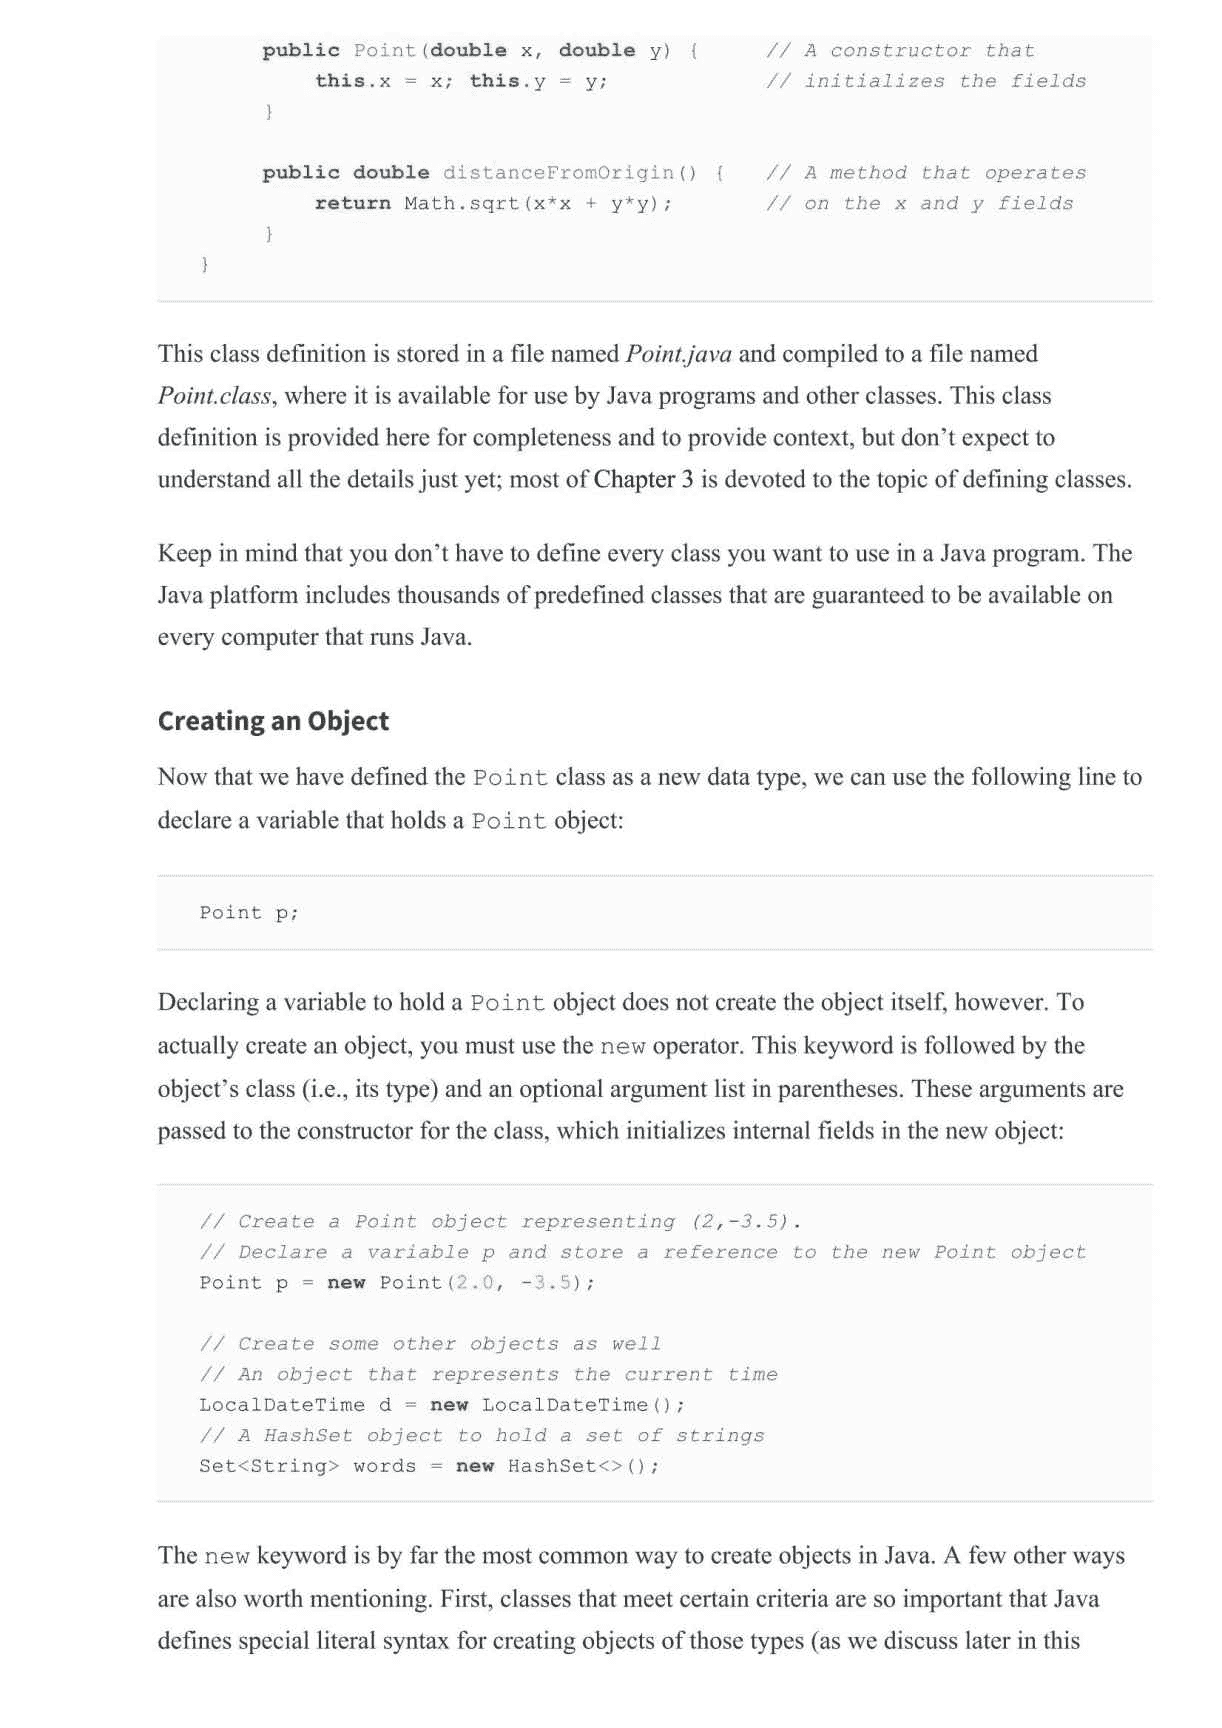 public Point(double x, double y) {      // A constructor that
    this.x = x; this.y = y;             // initializes the fields
}
public double distanceFromOrigin() {    // A method that operates
    return Math.sqrt(x*x + y*y);        // on the x and y fields
}
}
This class definition is stored in a file named Point.java and compiled to a file named
Point.class, where it is available for use by Java programs and other classes. This class
definition is provided here for completeness and to provide context, but don’t expect to
understand all the details just yet; most of Chapter 3 is devoted to the topic of defining classes.
Keep in mind that you don’t have to define every class you want to use in a Java program. The
Java platform includes thousands of predefined classes that are guaranteed to be available on
every computer that runs Java.
Creating an Object
Now that we have defined the Point class as a new data type, we can use the following line to
declare a variable that holds a Point object:
Point p;
Declaring a variable to hold a Point object does not create the object itself, however. To
actually create an object, you must use the new operator. This keyword is followed by the
object’s class (i.e., its type) and an optional argument list in parentheses. These arguments are
passed to the constructor for the class, which initializes internal fields in the new object:
// Create a Point object representing (2,-3.5).
// Declare a variable p and store a reference to the new Point object
Point p = new Point(2.0, -3.5);
// Create some other objects as well
// An object that represents the current time
LocalDateTime d = new LocalDateTime();
// A HashSet object to hold a set of strings
Set<String> words = new HashSet<>();
The new keyword is by far the most common way to create objects in Java. A few other ways
are also worth mentioning. First, classes that meet certain criteria are so important that Java
defines special literal syntax for creating objects of those types (as we discuss later in this